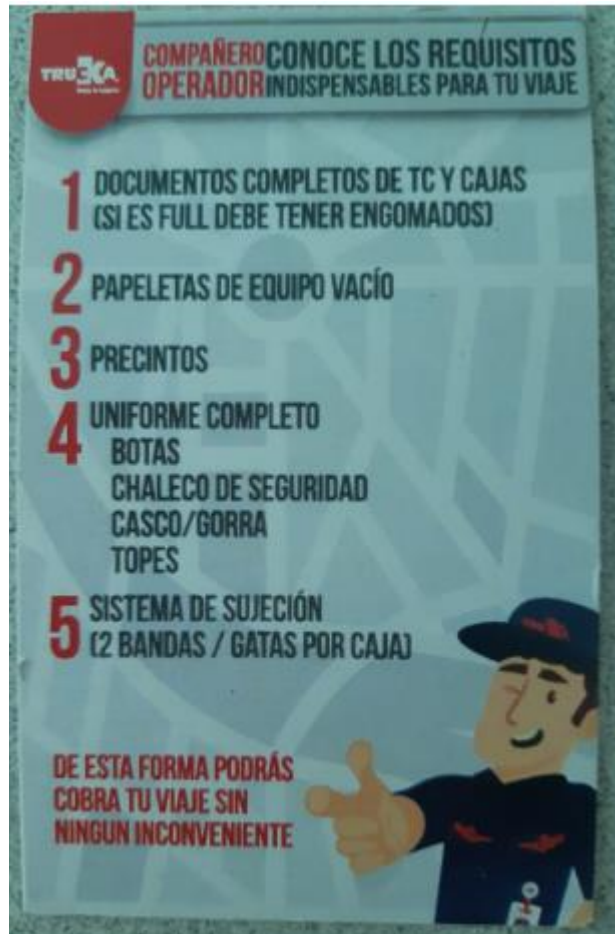 TRUKKA
COMPAÑERO CONOCE LOS REQUISITOS
OPERADOR INDISPENSABLES PARA TU VIAJE
1 DOCUMENTOS COMPLETOS DE TC Y CAJAS
(SI ES FULL DEBE TENER ENGOMADOS)
2 PAPELETAS DE EQUIPO VACÍO
3 PRECINTOS
4 UNIFORME COMPLETO
BOTAS
CHALECO DE SEGURIDAD
CASCO/GORRA
TOPES
5 SISTEMA DE SUJECIÓN
(2 BANDAS / GATAS POR CAJA)
DE ESTA FORMA PODRÁS
COBRA TU VIAJE SIN
NINGUN INCONVENIENTE